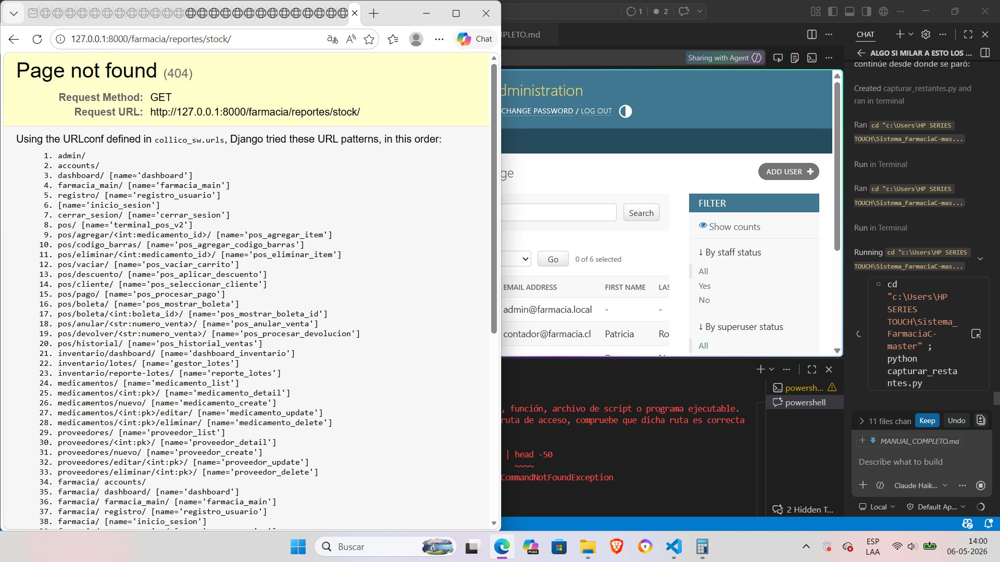 127.0.0.1:8000/farmacia/reportes/stock/
Chat
Page not found (404)
Request Method: GET
Request URL: http://127.0.0.1:8000/farmacia/reportes/stock/
Using the URLconf defined in collico_sw.urls, Django tried these URL patterns, in this order:
1. admin/
2. accounts/
3. dashboard/ [name='dashboard']
4. farmacia_main/ [name='farmacia_main']
5. registro/ [name='registro_usuario']
6. [name='inicio_sesion']
7. cerrar_sesion/ [name='cerrar_sesion']
8. pos/ [name='terminal_pos_v2']
9. pos/agregar/<int:medicamento_id>/ [name='pos_agregar_item']
10. pos/codigo_barras/ [name='pos_agregar_codigo_barras']
11. pos/eliminar/<int:medicamento_id>/ [name='pos_eliminar_item']
12. pos/vaciar/ [name='pos_vaciar_carrito']
13. pos/descuento/ [name='pos_aplicar_descuento']
14. pos/cliente/ [name='pos_seleccionar_cliente']
15. pos/pago/ [name='pos_procesar_pago']
16. pos/boleta/ [name='pos_mostrar_boleta']
17. pos/boleta/<int:boleta_id>/ [name='pos_mostrar_boleta_id']
18. pos/anular/<str:numero_venta>/ [name='pos_anular_venta']
19. pos/devolver/<str:numero_venta>/ [name='pos_procesar_devolucion']
20. pos/historial/ [name='pos_historial_ventas']
21. inventario/dashboard/ [name='dashboard_inventario']
22. inventario/lotes/ [name='gestor_lotes']
23. inventario/reporte-lotes/ [name='reporte_lotes']
24. medicamentos/ [name='medicamento_list']
25. medicamentos/<int:pk>/ [name='medicamento_detail']
26. medicamentos/nuevo/ [name='medicamento_create']
27. medicamentos/<int:pk>/editar/ [name='medicamento_update']
28. medicamentos/<int:pk>/eliminar/ [name='medicamento_delete']
29. proveedores/ [name='proveedor_list']
30. proveedores/<int:pk>/ [name='proveedor_detail']
31. proveedores/nuevo/ [name='proveedor_create']
32. proveedores/editar/<int:pk>/ [name='proveedor_update']
33. proveedores/eliminar/<int:pk>/ [name='proveedor_delete']
34. farmacia/ accounts/
35. farmacia/ dashboard/ [name='dashboard']
36. farmacia/ farmacia_main/ [name='farmacia_main']
37. farmacia/ registro/ [name='registro_usuario']
38. farmacia/ [name='inicio_sesion']
1
2
PLETO.md
Sharing with Agent
dministration
CHANGE PASSWORD / LOG OUT
ge
ADD USER
Search
Go
0 of 6 selected
EMAIL ADDRESS FIRST NAME LAS
admin@farmacia.local - -
contador@farmacia.cl Patricia Ro
FILTER
Show counts
↓ By staff status
All
Yes
No
↓ By superuser status
All
, función, archivo de script o programa ejecutable.
ruta de acceso, compruebe que dicha ruta es correcta
| head -50
~~~~
CommandNotFoundException
powersh...
powershell
2 Hidden T...
CHAT
ALGO SI MILAR A ESTO LOS ...
continúe desde donde se paró:
Created capturar_restantes.py and
ran in terminal
Ran cd "c:\Users\HP SERIES
TOUCH\Sistema_FarmaciaC-mas...
Run in Terminal
Ran cd "c:\Users\HP SERIES
TOUCH\Sistema_FarmaciaC-mas...
Run in Terminal
Running cd "c:\Users\HP SERIES
TOUCH\Sistema_FarmaciaC-mas...
cd
"c:\Users\HP
SERIES
TOUCH\Sistema_
FarmaciaC-
master" ;
python
capturar_resta
ntes.py
11 files chan
Keep
Undo
MANUAL_COMPLETO.md
Describe what to build
Claude Haik...
Local
Default Ap...
Buscar
M365
ESP
LAA
14:00
06-05-2026